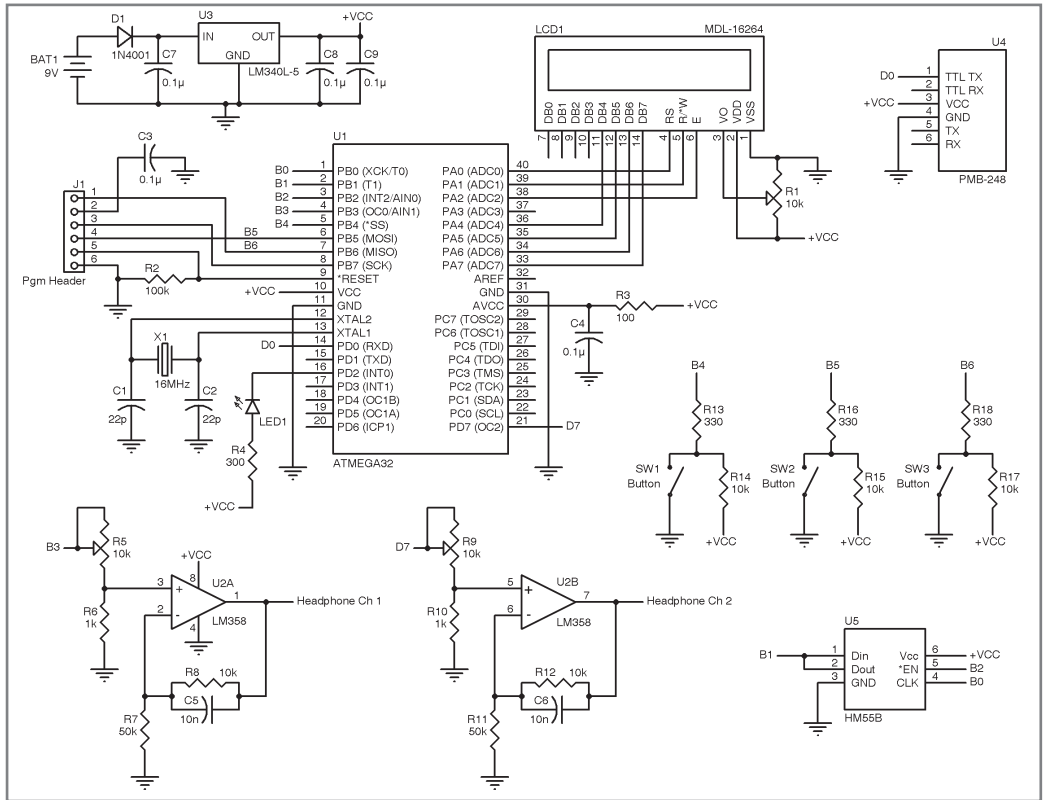 D1
1N4001
BAT1
9V
C7
0.1µ
U3
IN OUT
GND
LM340L-5
+VCC
C8
0.1µ
C9
0.1µ
LCD1 MDL-16264
DB0 DB1 DB2 DB3 DB4 DB5 DB6 DB7 RS R/*W E VO VDD VSS
7 8 9 10 11 12 13 14 4 5 6 3 2 1
R1
10k
+VCC
U4
D0 1 TTL TX
2 TTL RX
+VCC 3 VCC
4 GND
5 TX
6 RX
PMB-248
C3
0.1µ
J1
1
2
3
4
5
6
Pgm Header
R2
100k
B5
B6
U1
B0 1 PB0 (XCK/T0) PA0 (ADC0) 40
B1 2 PB1 (T1) PA1 (ADC1) 39
B2 3 PB2 (INT2/AIN0) PA2 (ADC2) 38
B3 4 PB3 (OC0/AIN1) PA3 (ADC3) 37
B4 5 PB4 (*SS) PA4 (ADC4) 36
6 PB5 (MOSI) PA5 (ADC5) 35
7 PB6 (MISO) PA6 (ADC6) 34
8 PB7 (SCK) PA7 (ADC7) 33
9 *RESET AREF 32
+VCC 10 VCC GND 31
11 GND AVCC 30
12 XTAL2 PC7 (TOSC2) 29
13 XTAL1 PC6 (TOSC1) 28
D0 14 PD0 (RXD) PC5 (TDI) 27
15 PD1 (TXD) PC4 (TDO) 26
16 PD2 (INT0) PC3 (TMS) 25
17 PD3 (INT1) PC2 (TCK) 24
18 PD4 (OC1B) PC1 (SDA) 23
19 PD5 (OC1A) PC0 (SCL) 22
20 PD6 (ICP1) PD7 (OC2) 21 D7
ATMEGA32
X1
16MHz
C1
22p
C2
22p
LED1
R4
300
+VCC
R3
100
+VCC
C4
0.1µ
B4
R13
330
SW1
Button
R14
10k
+VCC
B5
R16
330
SW2
Button
R15
10k
+VCC
B6
R18
330
SW3
Button
R17
10k
+VCC
B3
R5
10k
R6
1k
+VCC
8
3 +
2 -
4
1
U2A
LM358
Headphone Ch 1
R8 10k
C5
10n
R7
50k
D7
R9
10k
R10
1k
5 +
6 -
7
U2B
LM358
Headphone Ch 2
R12 10k
C6
10n
R11
50k
U5
B1 1 Din Vcc 6 +VCC
2 Dout *EN 5 B2
3 GND CLK 4 B0
HM55B